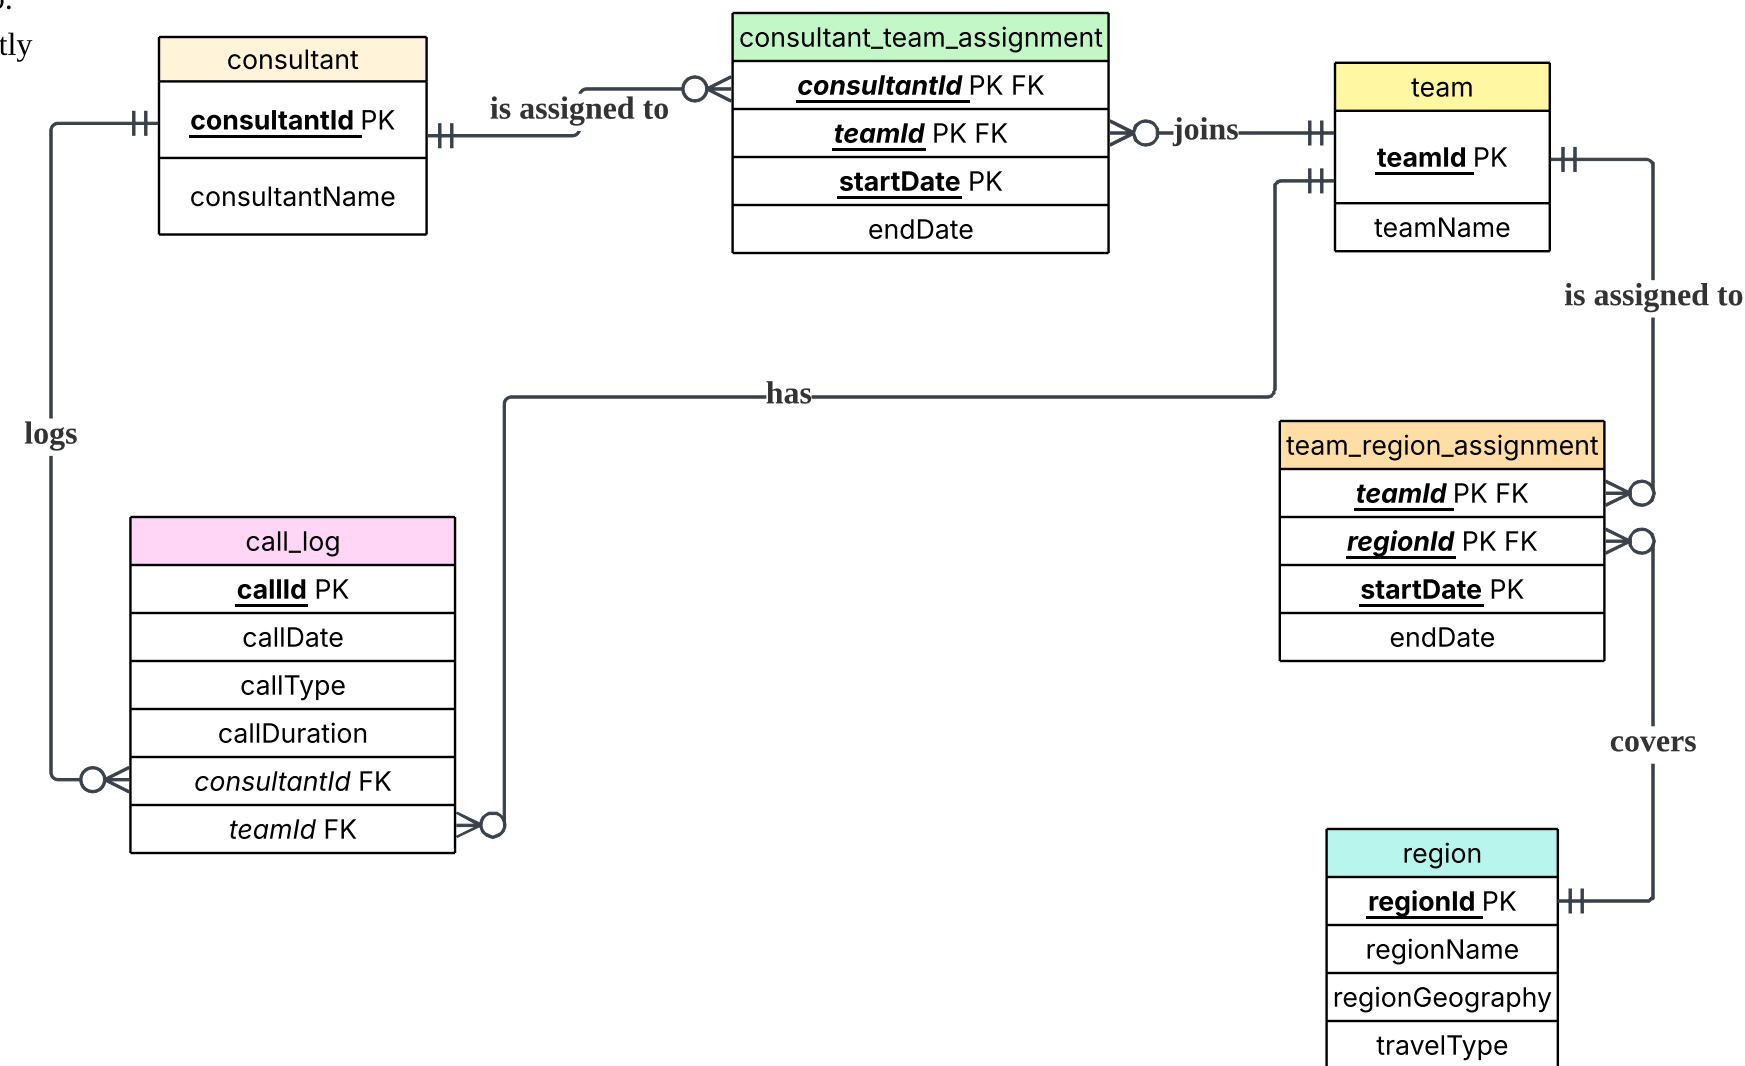 tly
consultant
consultantId PK
consultantName
is assigned to
consultant_team_assignment
consultantId PK FK
teamId PK FK
startDate PK
endDate
joins
team
teamId PK
teamName
is assigned to
has
logs
team_region_assignment
teamId PK FK
regionId PK FK
startDate PK
endDate
call_log
callId PK
callDate
callType
callDuration
consultantId FK
teamId FK
covers
region
regionId PK
regionName
regionGeography
travelType